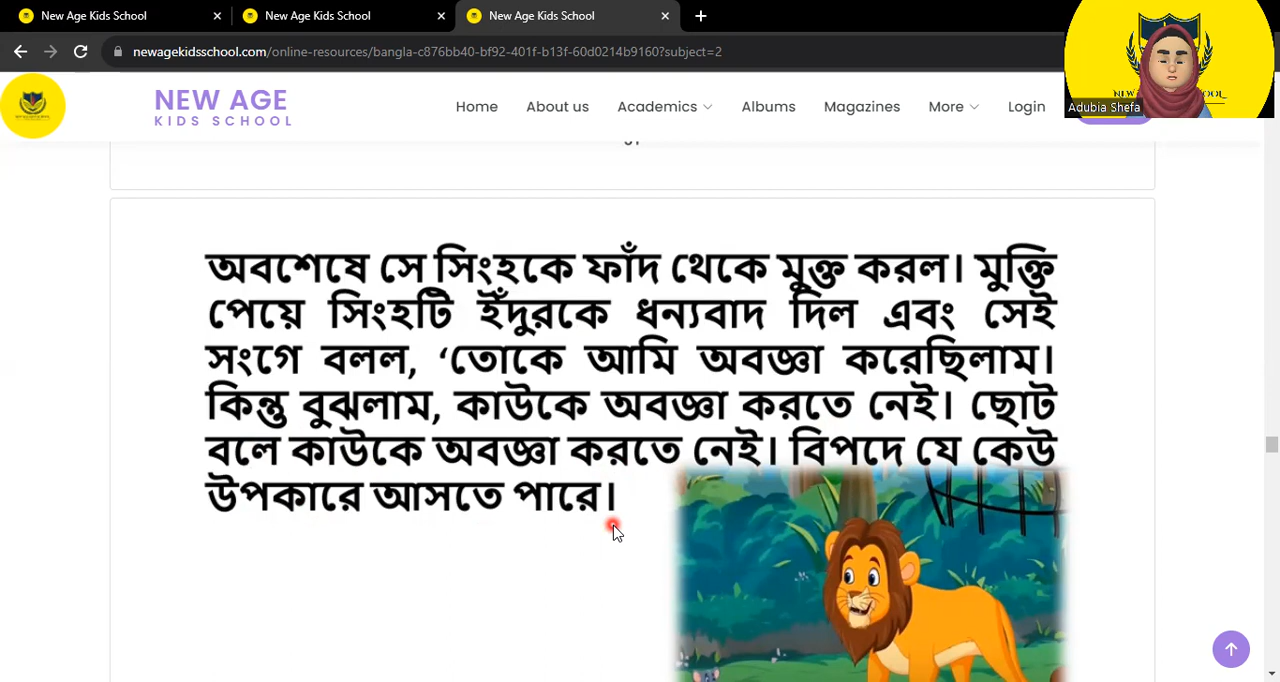 New Age Kids School
New Age Kids School
New Age Kids School
newagekidsschool.com/online-resources/bangla-c876bb40-bf92-401f-b13f-60d0214b9160?subject=2
NEW AGE
KIDS SCHOOL
Home About us Academics Albums Magazines More Login
Adubia Shefa
অবশেষে সে সিংহকে ফাঁদ থেকে মুক্ত করল। মুক্তি
পেয়ে সিংহটি ইঁদুরকে ধন্যবাদ দিল এবং সেই
সংগে বলল, ‘তোকে আমি অবজ্ঞা করেছিলাম।
কিন্তু বুঝলাম, কাউকে অবজ্ঞা করতে নেই। ছোট
বলে কাউকে অবজ্ঞা করতে নেই। বিপদে যে কেউ
উপকারে আসতে পারে।